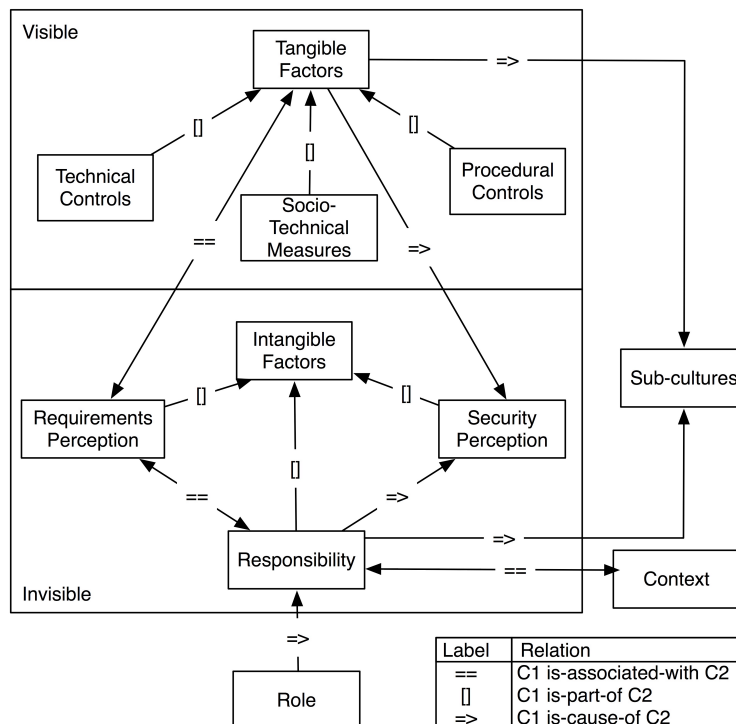 Visible
Tangible
Factors
=>
[]
[]
[]
Technical
Controls
Procedural
Controls
Socio-
Technical
Measures
==
=>
Intangible
Factors
Sub-cultures
[]
[]
Requirements
Perception
Security
Perception
[]
==
=>
=>
Responsibility
==
Context
Invisible
=>
Role
Label Relation
== C1 is-associated-with C2
[] C1 is-part-of C2
=> C1 is-cause-of C2